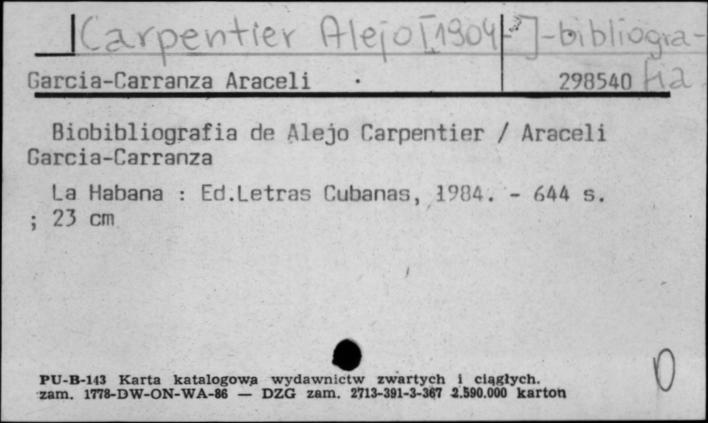 Carpentier Alejo [1904- ]-bibliogra-
fia
Garcia-Carranza Araceli
298540
Biobibliografia de Alejo Carpentier / Araceli
Garcia-Carranza
La Habana : Ed.Letras Cubanas, 1984. - 644 s.
; 23 cm
PU-B-143 Karta katalogowa wydawnictw zwartych i ciągłych.
zam. 1778-DW-ON-WA-86 — DZG zam. 2713-391-3-367 2.590.000 karton